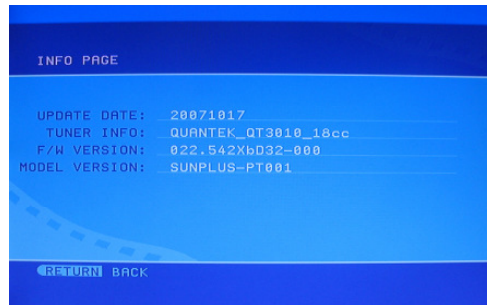 INFO PAGE
UPDATE DATE: 20071017
TUNER INFO: QUANTEK_QT3010_18cc
F/W VERSION: 022.542XbD32-000
MODEL VERSION: SUNPLUS-PT001
RETURN BACK